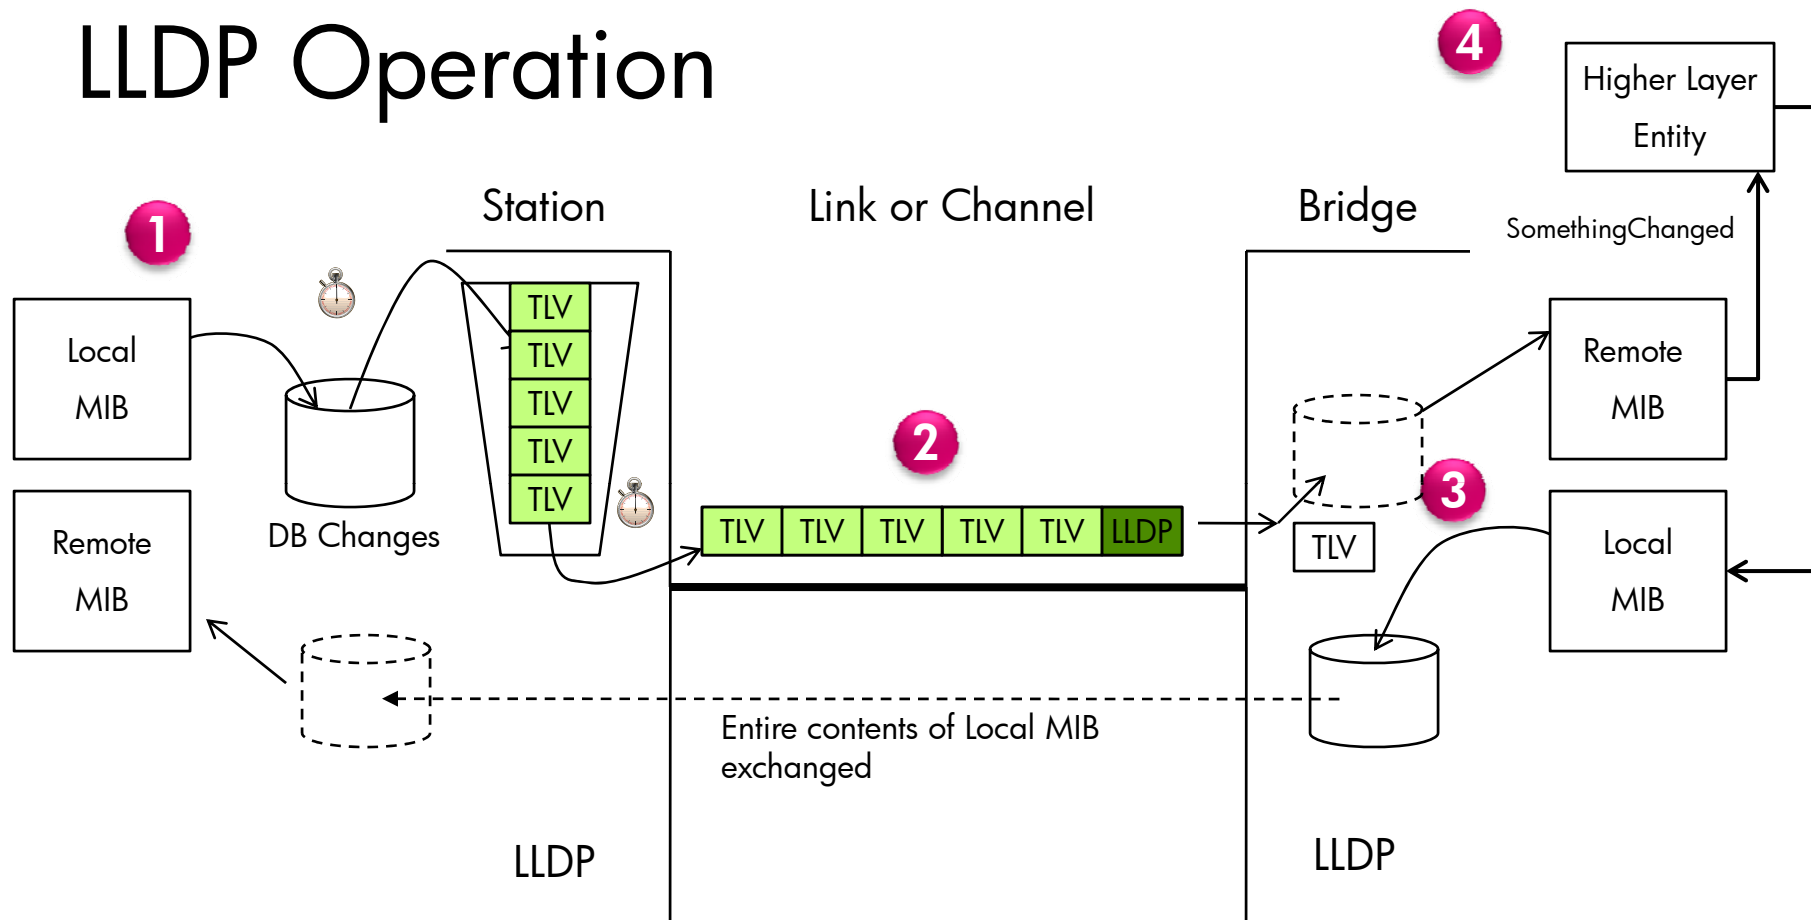 LLDP Operation
4
Higher Layer
Entity
Station
Link or Channel
Bridge
SomethingChanged
1
Local
MIB
TLV
TLV
TLV
TLV
TLV
DB Changes
Remote
MIB
2
TLV TLV TLV TLV TLV LLDP
Remote
MIB
3
TLV
Local
MIB
Entire contents of Local MIB
exchanged
LLDP
LLDP